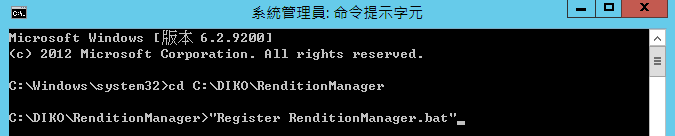 系統管理員: 命令提示字元
Microsoft Windows [版本 6.2.9200]
(c) 2012 Microsoft Corporation. All rights reserved.
C:\Windows\system32>cd C:\DIKO\RenditionManager
C:\DIKO\RenditionManager>"Register RenditionManager.bat"_